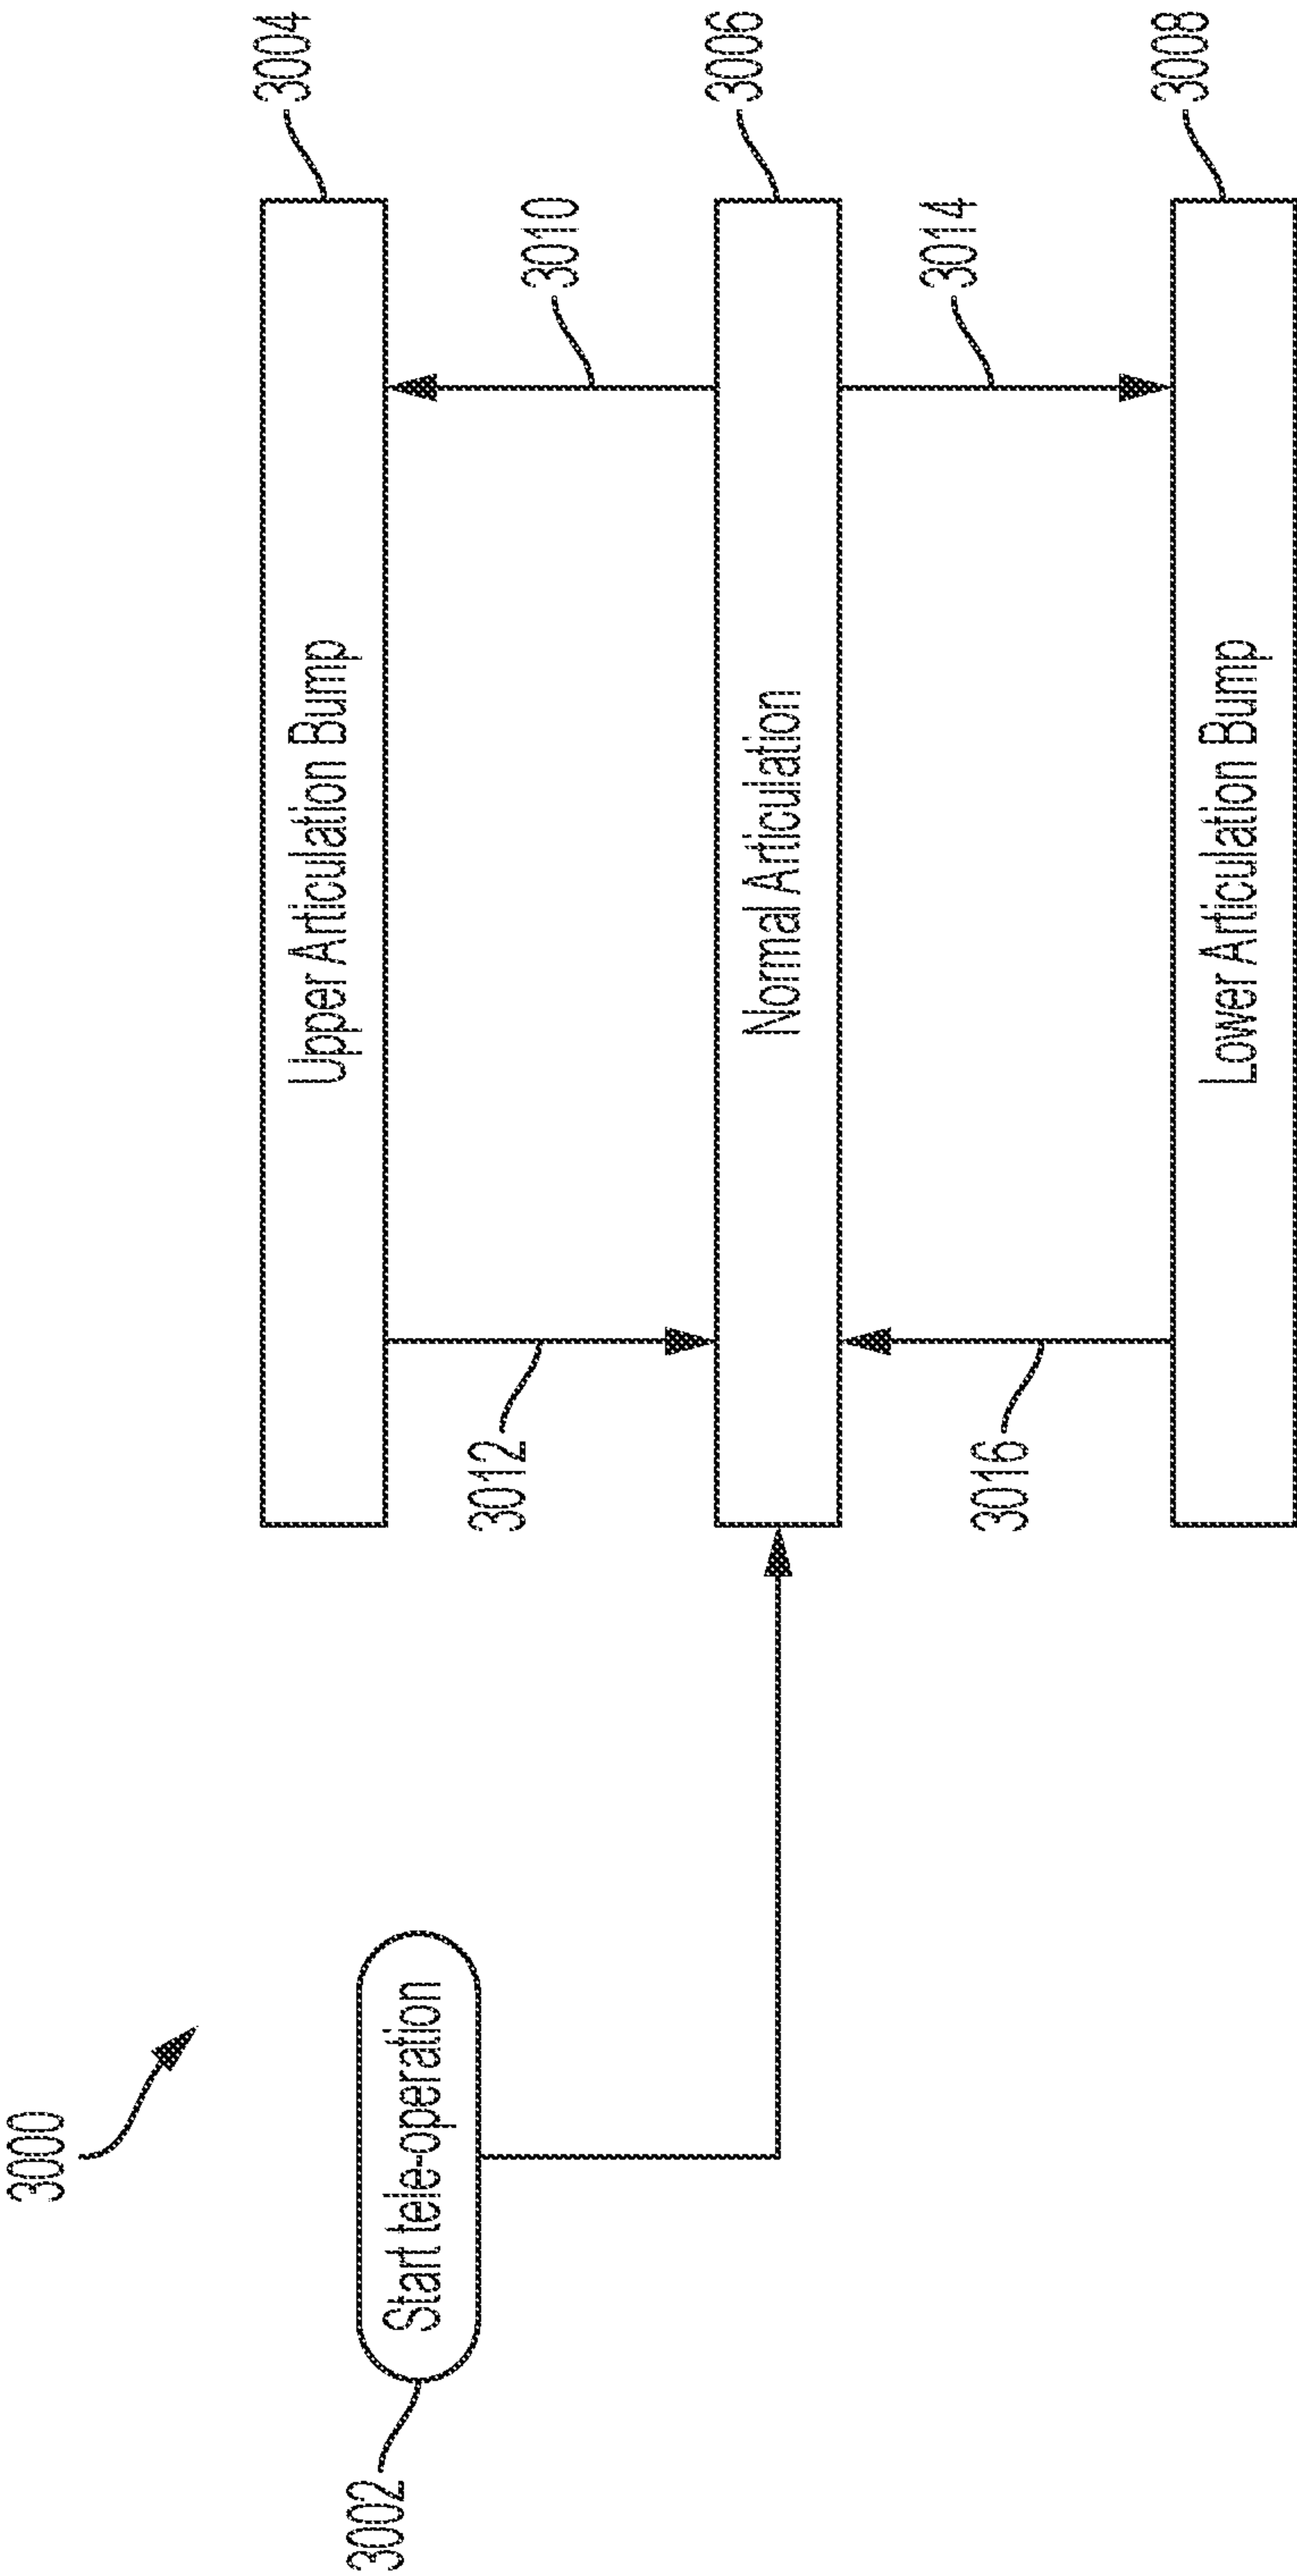 3000
3002
Start tele-operation
3004
Upper Articulation Bump
3012
3010
3006
Normal Articulation
3016
3014
3008
Lower Articulation Bump